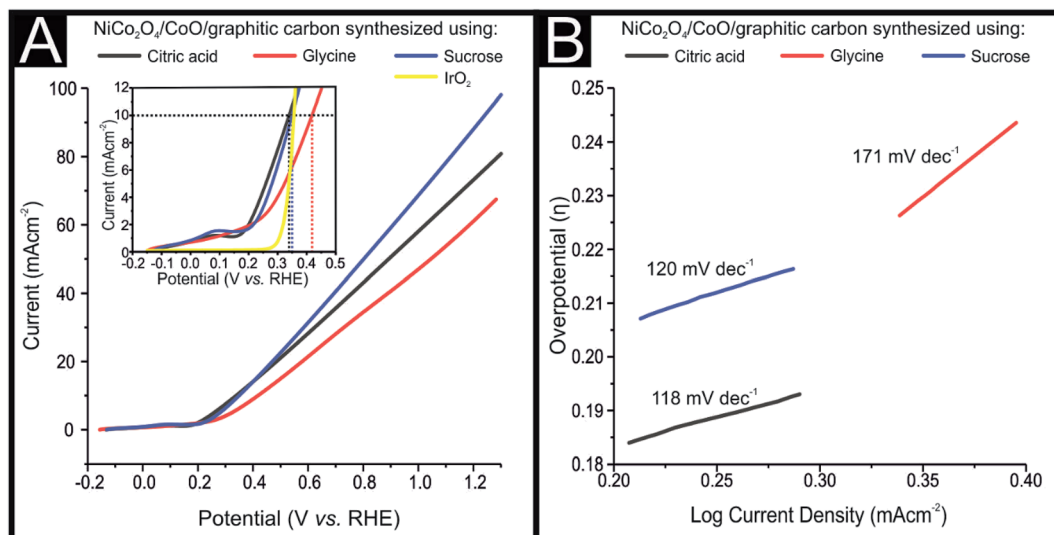 A
NiCo₂O₄/CoO/graphitic carbon synthesized using:
Citric acid Glycine Sucrose
IrO₂
100
80
60
40
20
0
Current (mAcm⁻²)
-0.2 0.0 0.2 0.4 0.6 0.8 1.0 1.2
Potential (V vs. RHE)
12
10
8
6
4
2
0
Current (mAcm⁻²)
-0.2 -0.1 0.0 0.1 0.2 0.3 0.4 0.5
Potential (V vs. RHE)
B
NiCo₂O₄/CoO/graphitic carbon synthesized using:
Citric acid Glycine Sucrose
0.25
0.24
0.23
0.22
0.21
0.20
0.19
0.18
Overpotential (η)
171 mV dec⁻¹
120 mV dec⁻¹
118 mV dec⁻¹
0.20 0.25 0.30 0.35 0.40
Log Current Density (mAcm⁻²)